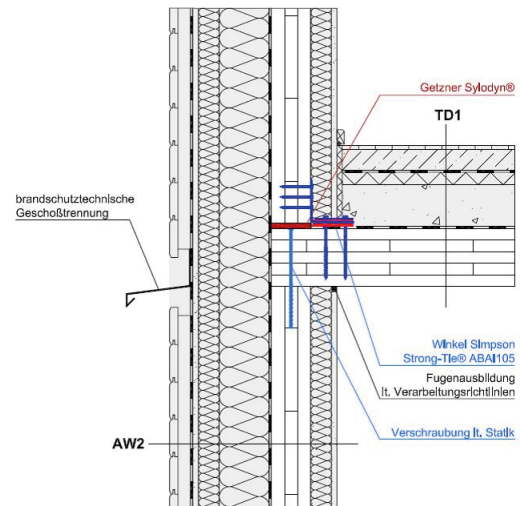 Getzner Sylodyn®
TD1
brandschutztechnische
Geschoßtrennung
Winkel Simpson
Strong-Tie® ABAI105
Fugenausbildung
lt. Verarbeitungsrichtlinien
Verschraubung lt. Statik
AW2